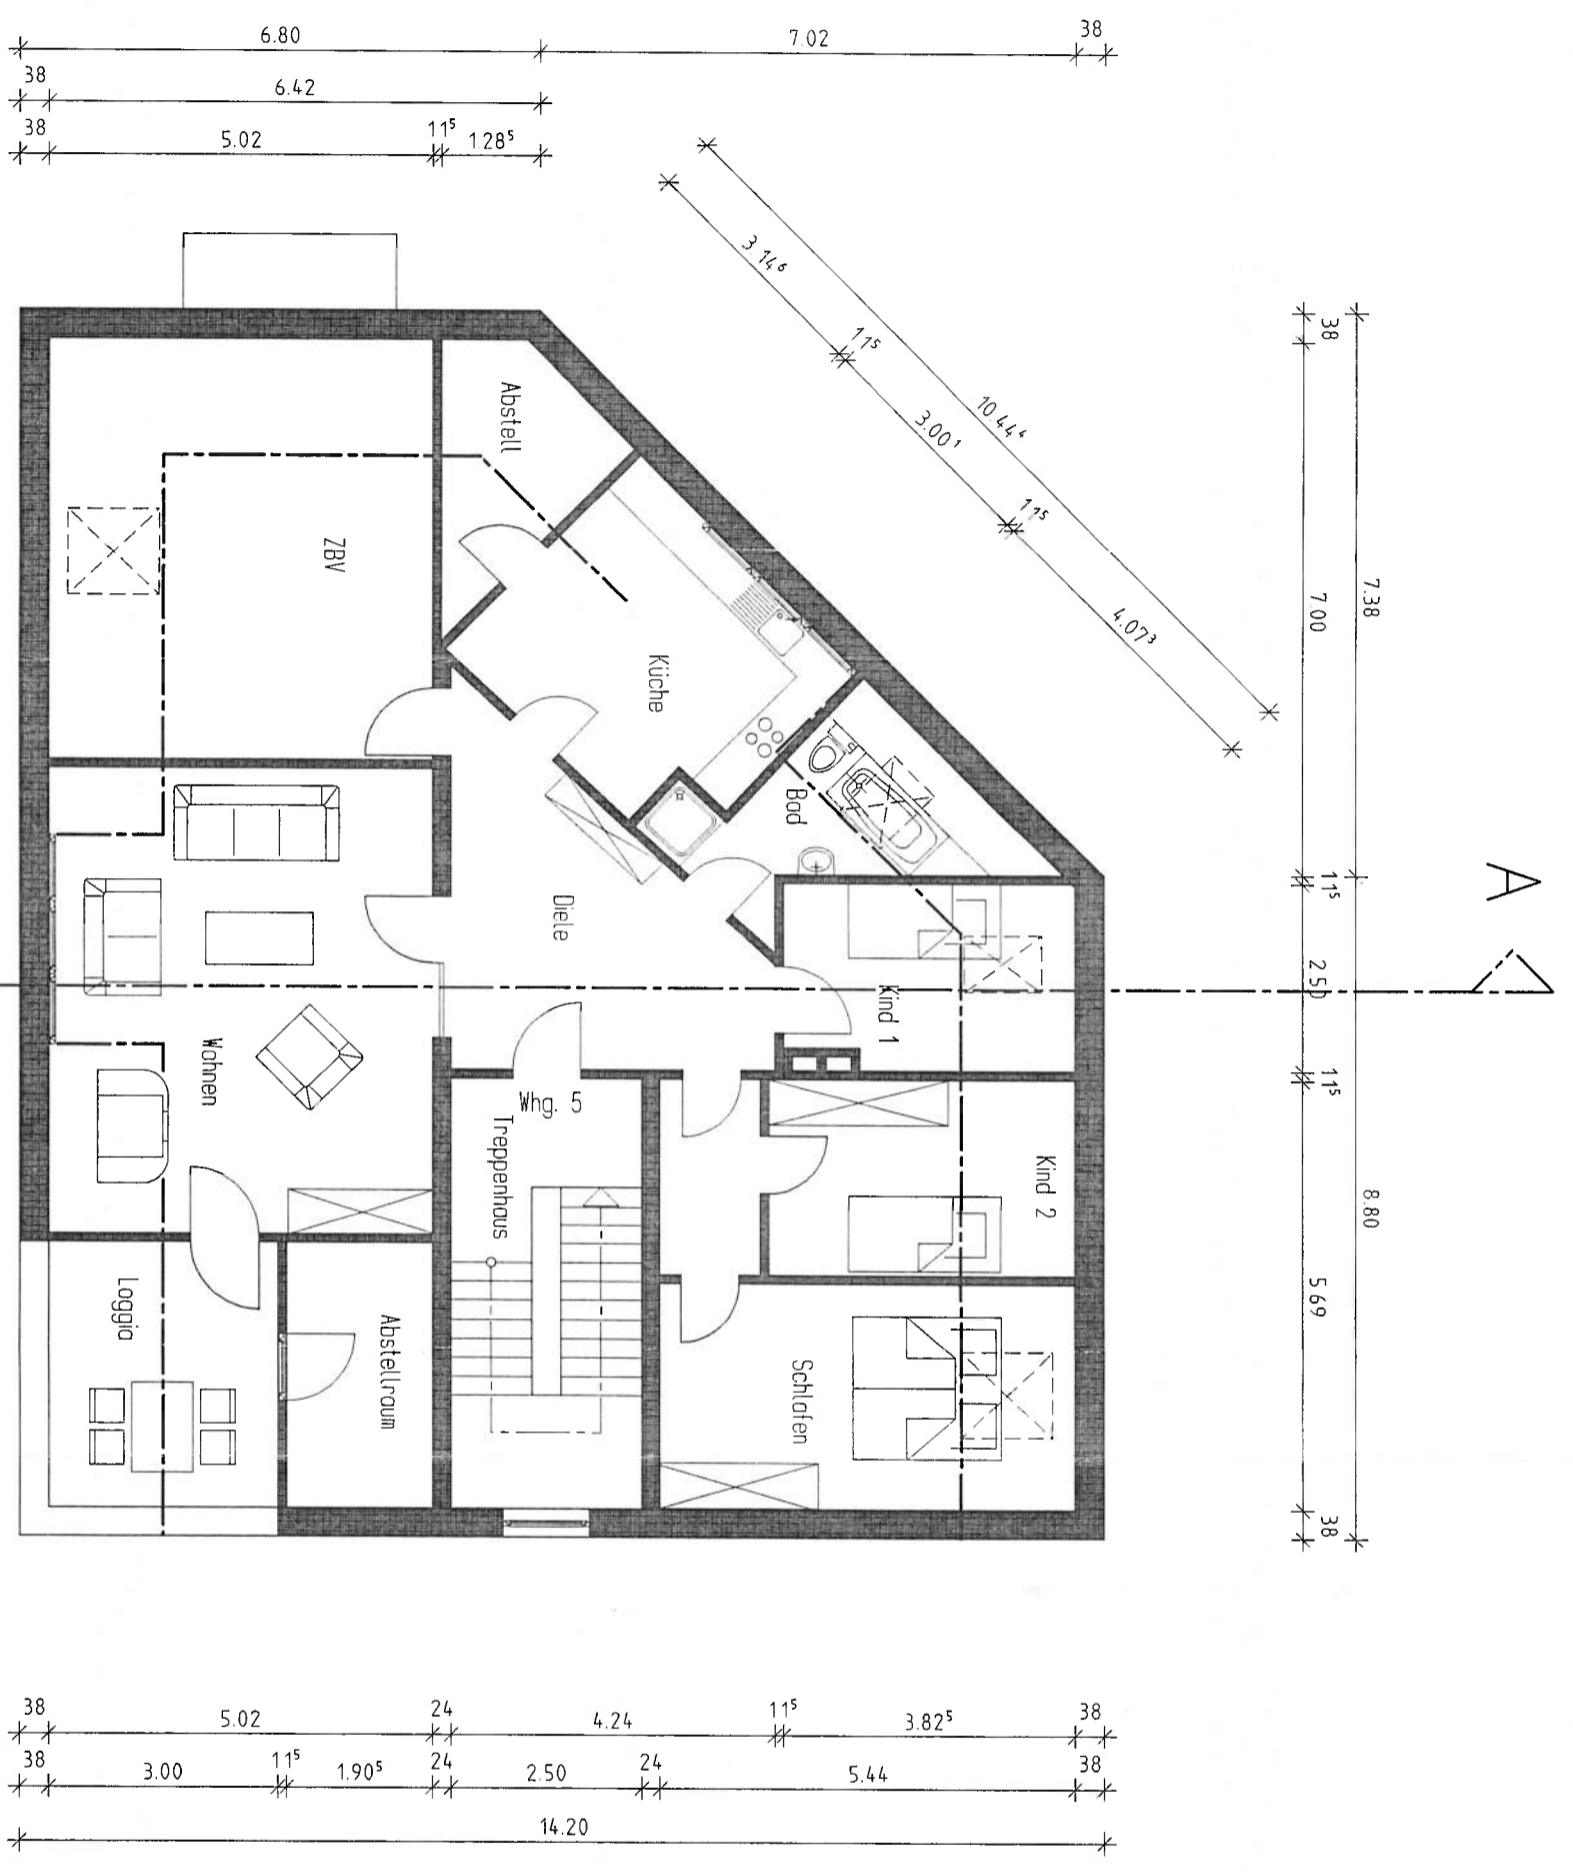 6.80
7.02
38
38
6.42
38
5.02
11⁵
1.28⁵
3.14⁶
11⁵
3.00¹
11⁵
4.07³
10.44⁴
38
7.00
11⁵
2.50
11⁵
5.69
38
7.38
8.80
A
Abstell
ZBV
Küche
Bad
Diele
Kind 1
Wohnen
Whg. 5
Treppenhaus
Kind 2
Loggia
Abstellraum
Schlafen
38
5.02
24
4.24
11⁵
3.82⁵
38
38
3.00
11⁵
1.90⁵
24
2.50
24
5.44
38
14.20